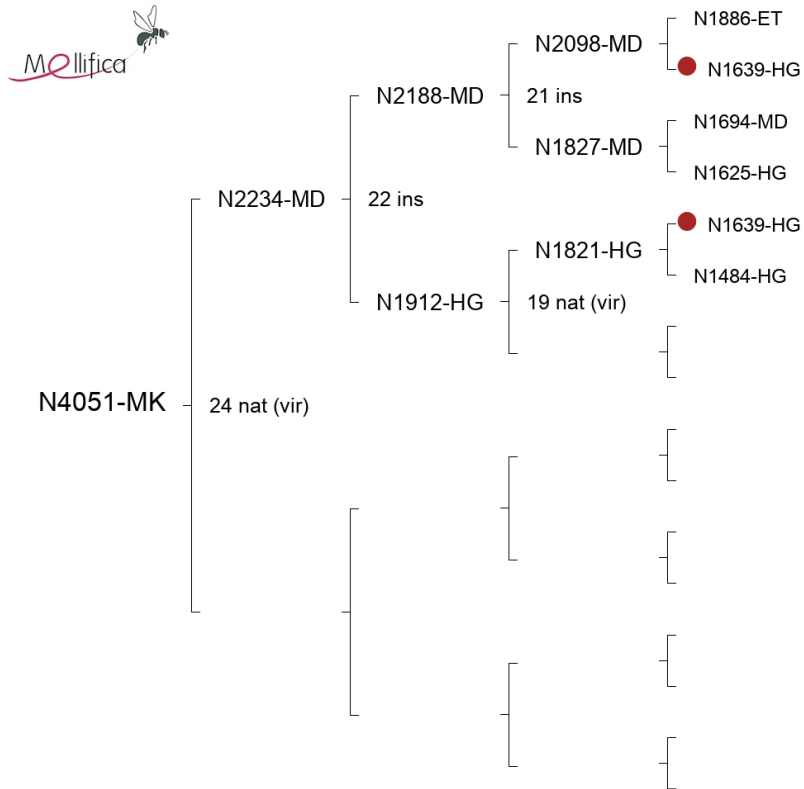 Mellifica
N1886-ET
N2098-MD
N1639-HG
N2188-MD
21 ins
N1694-MD
N1827-MD
N1625-HG
N2234-MD
22 ins
N1639-HG
N1821-HG
N1484-HG
N1912-HG
19 nat (vir)
N4051-MK
24 nat (vir)